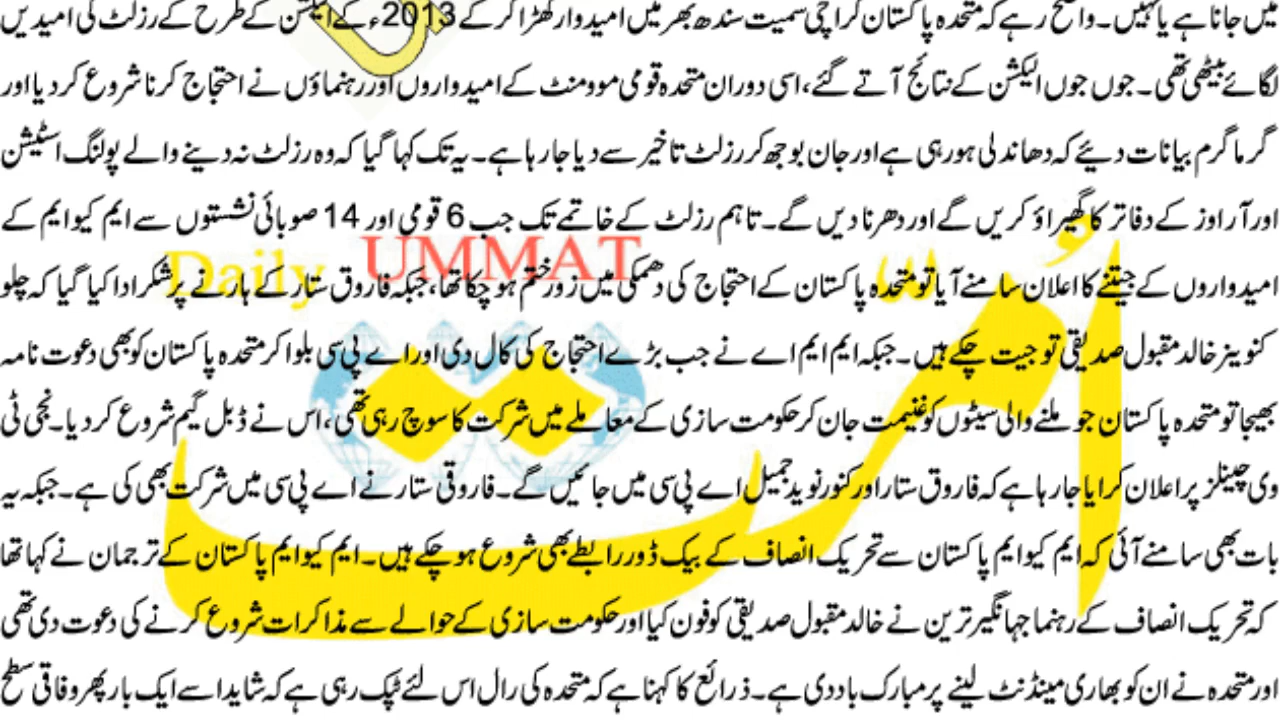 میں جانا ہے یا نہیں۔ واضح رہے کہ متحدہ پاکستان کراچی سمیت سندھ بھر میں امیدوار کھڑا کر کے 2013ء کے الیکشن کے طرح کے رزلٹ کی امیدیں
لگائے بیٹھی تھی۔ جوں جوں الیکشن کے نتائج آتے گئے، اسی دوران متحدہ قومی موومنٹ کے امیدواروں اور رہنماؤں نے احتجاج کرنا شروع کر دیا اور
گرما گرم بیانات دیئے کہ دھاندلی ہو رہی ہے اور جان بوجھ کر رزلٹ تاخیر سے دیا جا رہا ہے۔ یہ تک کہا گیا کہ وہ رزلٹ نہ دینے والے پولنگ اسٹیشن
اور آر اوز کے دفاتر کا گھیراؤ کریں گے اور دھرنا دیں گے۔ تاہم رزلٹ کے خاتمے تک جب 6 قومی اور 14 صوبائی نشستوں سے ایم کیو ایم کے
امیدواروں کے جیتنے کا اعلان سامنے آیا تو متحدہ پاکستان کے احتجاج کی دھمکی میں زور ختم ہو چکا تھا، جبکہ فاروق ستار کے ہارنے پر شکر ادا کیا گیا کہ چلو
کنوینر خالد مقبول صدیقی تو جیت چکے ہیں۔ جبکہ ایم ایم اے نے جب بڑے احتجاج کی کال دی اور اے پی سی بلوا کر متحدہ پاکستان کو بھی دعوت نامہ
بھیجا تو متحدہ پاکستان جو ملنے والی سیٹوں کو غنیمت جان کر حکومت سازی کے معاملے میں شرکت کا سوچ رہی تھی، اس نے ڈبل گیم شروع کر دیا۔ نجی ٹی
وی چینلز پر اعلان کرایا جا رہا ہے کہ فاروق ستار اور کنور نوید جمیل اے پی سی میں جائیں گے۔ فاروقی ستار نے اے پی سی میں شرکت بھی کی ہے۔ جبکہ یہ
بات بھی سامنے آئی کہ ایم کیو ایم پاکستان سے تحریک انصاف کے بیک ڈور رابطے بھی شروع ہو چکے ہیں۔ ایم کیو ایم پاکستان کے ترجمان نے کہا تھا
کہ تحریک انصاف کے رہنما جہانگیر ترین نے خالد مقبول صدیقی کو فون کیا اور حکومت سازی کے حوالے سے مذاکرات شروع کرنے کی دعوت دی تھی
اور متحدہ نے ان کو بھاری مینڈنٹ لینے پر مبارک باد دی ہے۔ ذرائع کا کہنا ہے کہ متحدہ کی رال اس لئے ٹپک رہی ہے کہ شاید اسے ایک بار پھر وفاقی سطح
Daily UMMAT
اُمّت